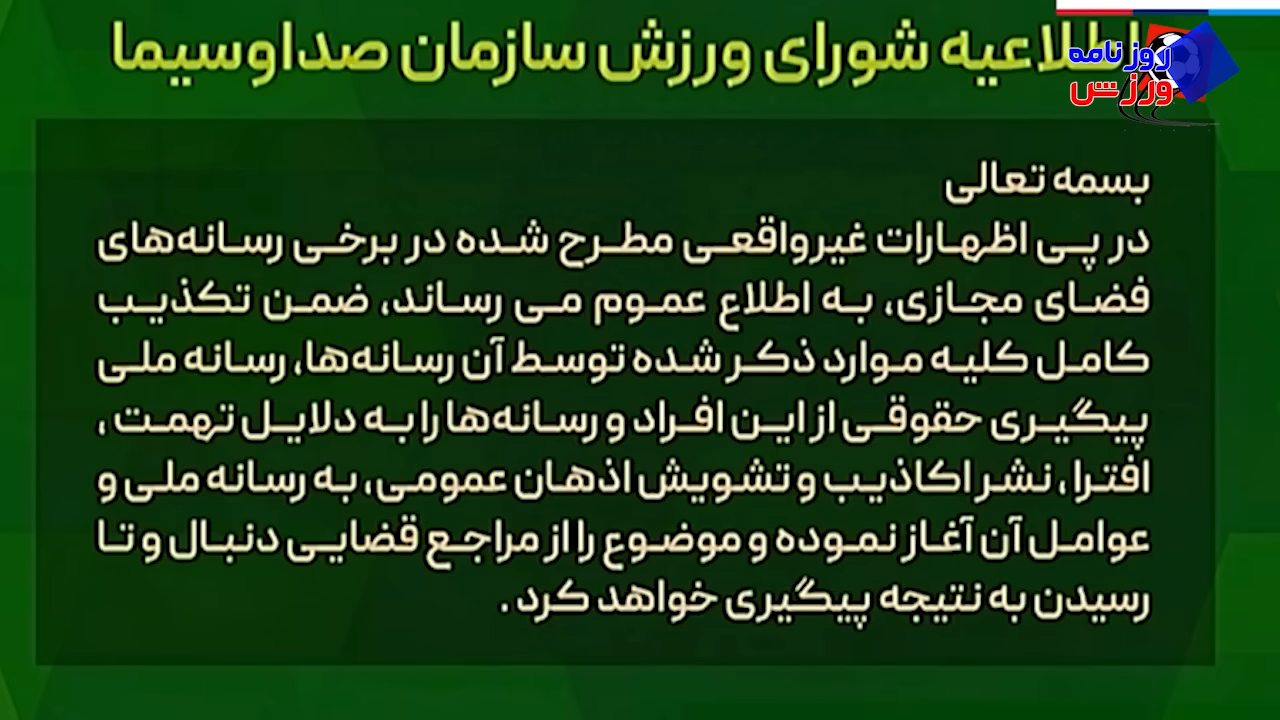 اطلاعیه شورای ورزش سازمان صداوسیما
روزنامه
ورزش
بسمه تعالی
در پی اظهارات غیرواقعی مطرح شده در برخی رسانه‌های
فضای مجازی، به اطلاع عموم می رساند، ضمن تکذیب
کامل کلیه موارد ذکر شده توسط آن رسانه‌ها، رسانه ملی
پیگیری حقوقی از این افراد و رسانه‌ها را به دلایل تهمت ،
افترا ، نشر اکاذیب و تشویش اذهان عمومی، به رسانه ملی و
عوامل آن آغاز نموده و موضوع را از مراجع قضایی دنبال و تا
رسیدن به نتیجه پیگیری خواهد کرد .